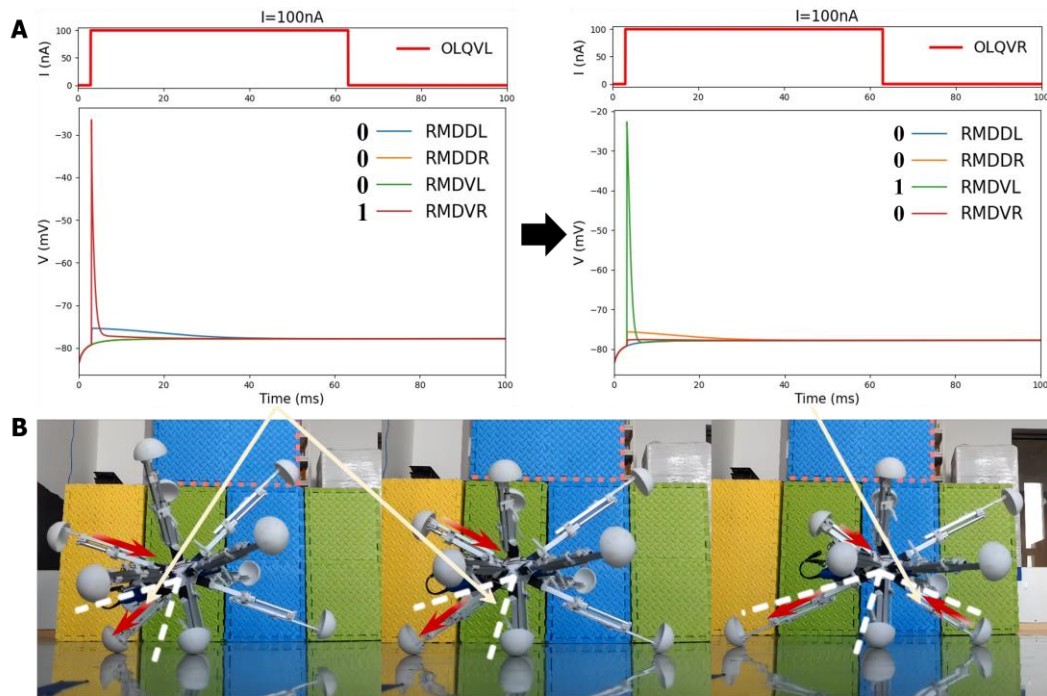 A
I=100nA
I (nA)
100
50
0
OLQVL
0 20 40 60 80 100
V (mV)
−30
−40
−50
−60
−70
−80
0 RMDDL
0 RMDDR
0 RMDVL
1 RMDVR
0 20 40 60 80 100
Time (ms)
I=100nA
I (nA)
100
50
0
OLQVR
0 20 40 60 80 100
V (mV)
−20
−30
−40
−50
−60
−70
−80
0 RMDDL
0 RMDDR
1 RMDVL
0 RMDVR
0 20 40 60 80 100
Time (ms)
B